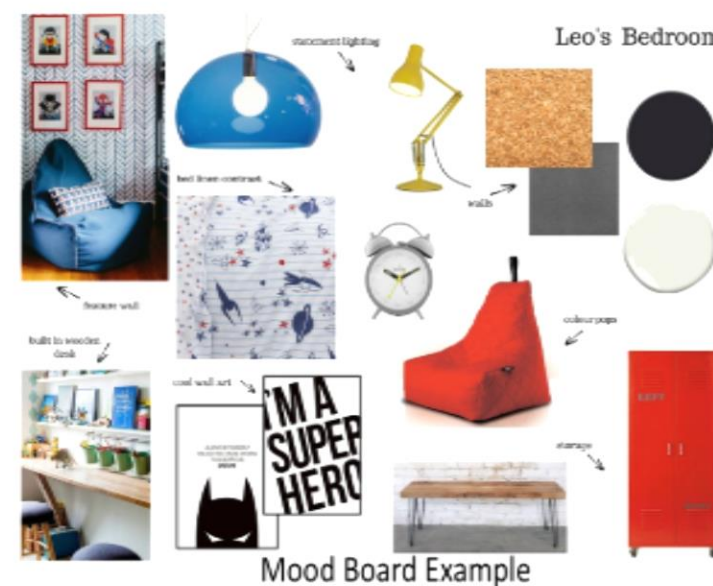 Leo's Bedroom
statement lighting
bed linen contrast
walls
feature wall
colour pops
built in wooden
desk
cool wall art
I'M A
SUPER
HERO
storage
Mood Board Example